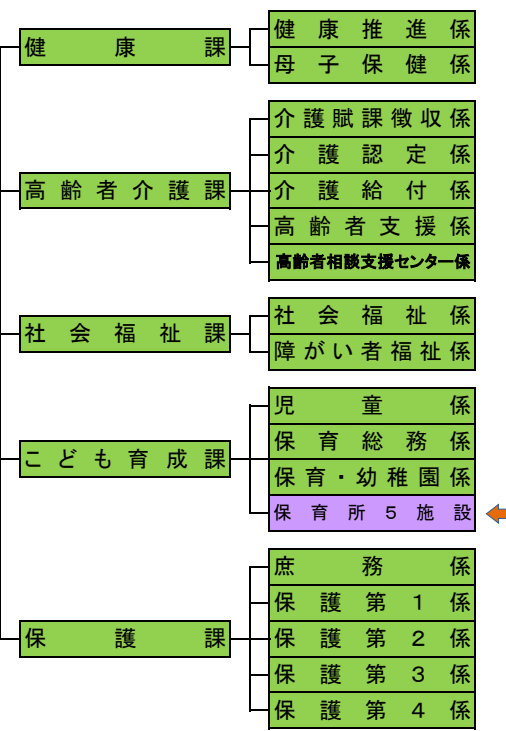 健康課
健康推進係
母子保健係
高齢者介護課
介護賦課徴収係
介護認定係
介護給付係
高齢者支援係
高齢者相談支援センター係
社会福祉課
社会福祉係
障がい者福祉係
こども育成課
児童係
保育総務係
保育・幼稚園係
保育所５施設
保護課
庶務係
保護第１係
保護第２係
保護第３係
保護第４係